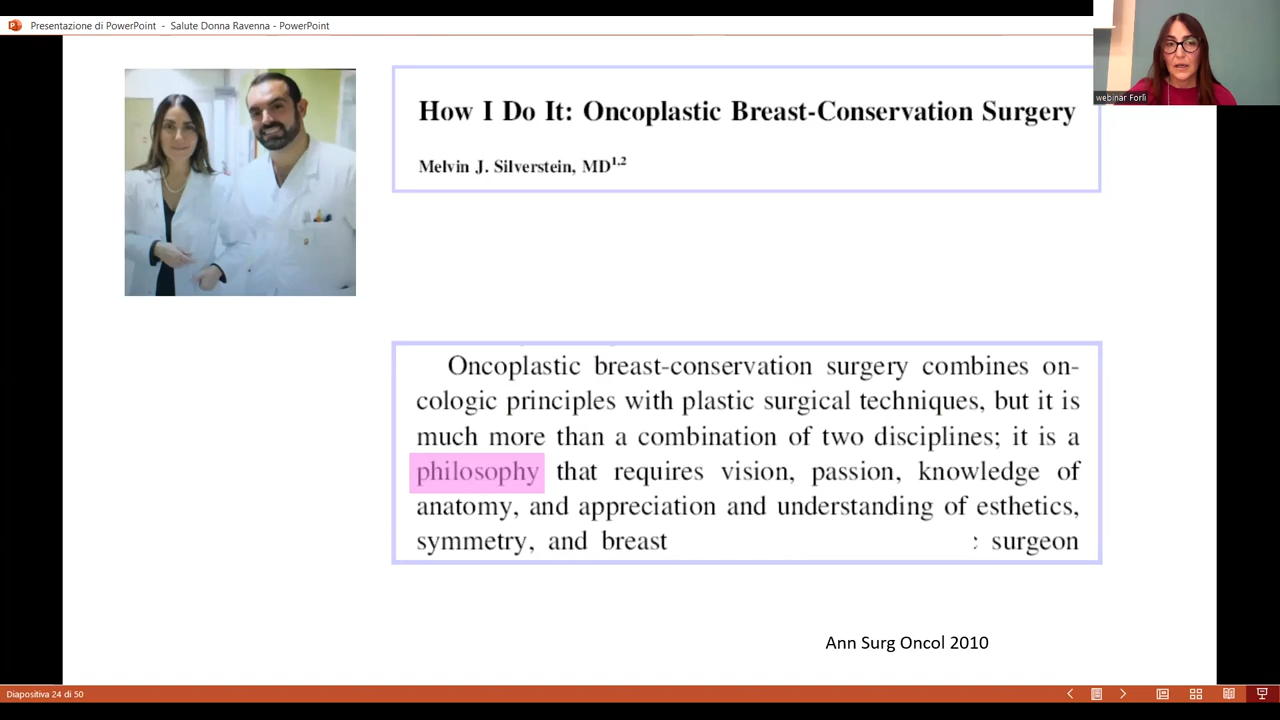 Presentazione di PowerPoint - Salute Donna Ravenna - PowerPoint
webinar Forlì
How I Do It: Oncoplastic Breast-Conservation Surgery
Melvin J. Silverstein, MD1,2
Oncoplastic breast-conservation surgery combines on-
cologic principles with plastic surgical techniques, but it is
much more than a combination of two disciplines; it is a
philosophy that requires vision, passion, knowledge of
anatomy, and appreciation and understanding of esthetics,
symmetry, and breast surgeon
Ann Surg Oncol 2010
Diapositiva 24 di 50